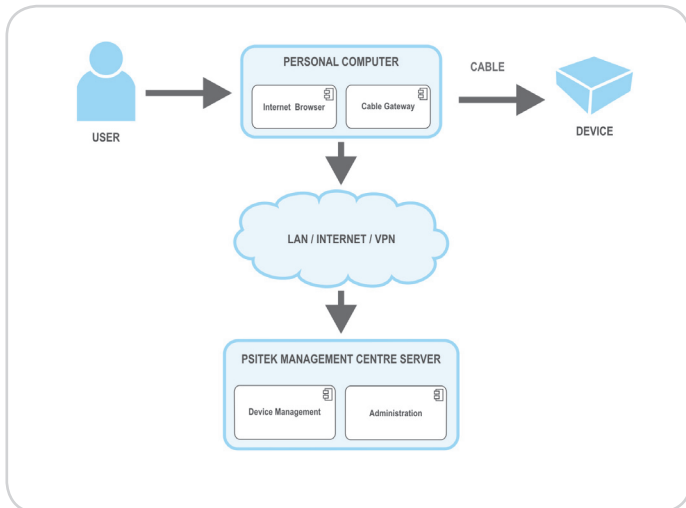 PERSONAL COMPUTER
CABLE
Internet Browser
Cable Gateway
USER
DEVICE
LAN / INTERNET / VPN
PSITEK MANAGEMENT CENTRE SERVER
Device Management
Administration